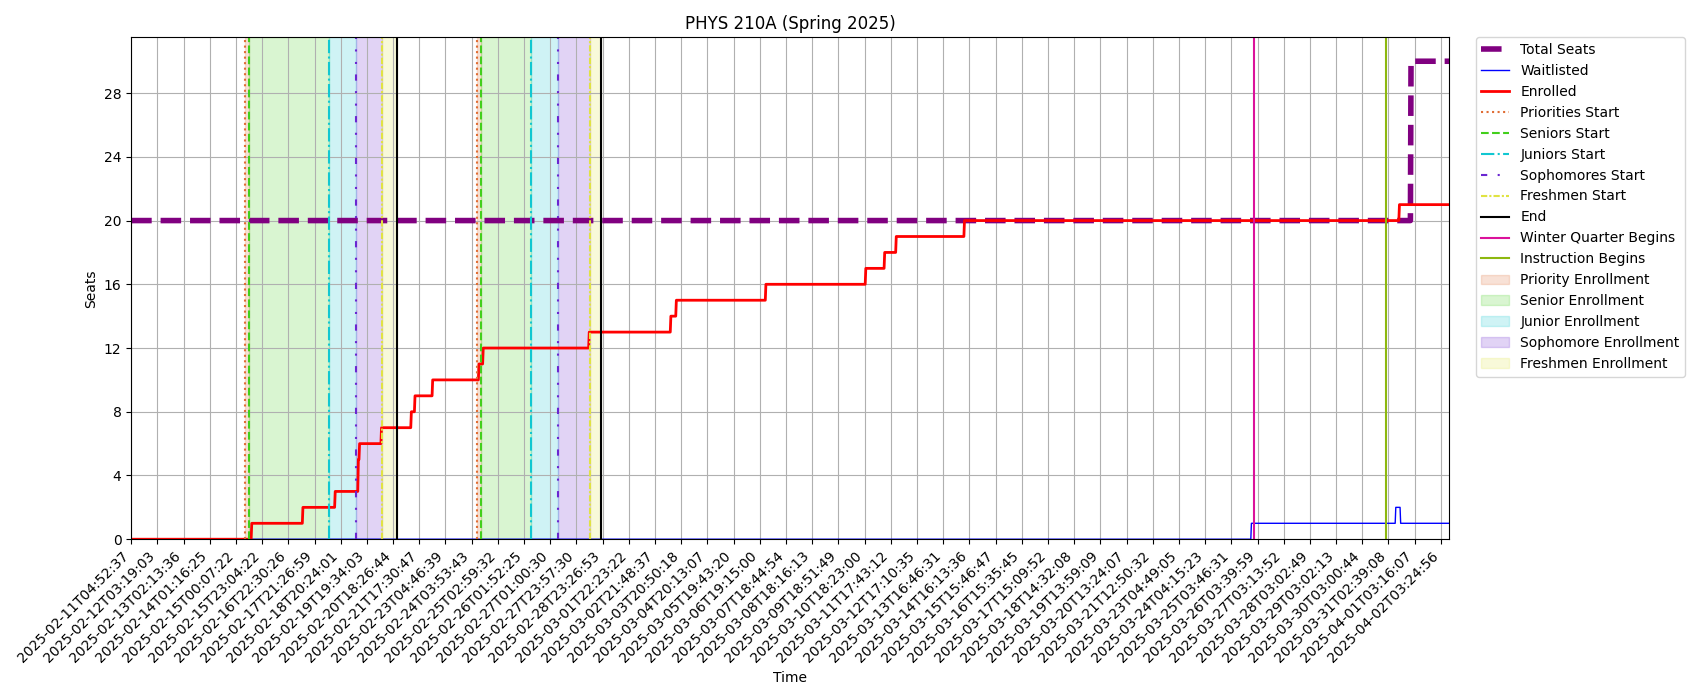 PHYS 210A (Spring 2025)
Seats
28
24
20
16
12
8
4
0
2025-02-11T04:52:37
2025-02-12T03:19:03
2025-02-13T02:13:36
2025-02-14T01:16:25
2025-02-15T00:07:22
2025-02-15T23:04:22
2025-02-16T22:30:26
2025-02-17T21:26:59
2025-02-18T20:24:01
2025-02-19T19:34:03
2025-02-20T18:26:44
2025-02-21T17:30:47
2025-02-24T04:46:39
2025-02-24T03:53:43
2025-02-25T02:59:32
2025-02-26T01:52:25
2025-02-27T01:00:30
2025-02-27T23:57:30
2025-02-28T23:26:53
2025-03-01T22:23:22
2025-03-02T21:48:37
2025-03-03T20:50:18
2025-03-04T20:13:07
2025-03-05T19:43:20
2025-03-06T19:15:00
2025-03-07T18:44:54
2025-03-08T18:16:13
2025-03-09T18:51:49
2025-03-10T18:23:00
2025-03-11T17:43:12
2025-03-12T17:10:35
2025-03-13T16:46:31
2025-03-14T16:13:36
2025-03-15T15:46:47
2025-03-16T15:35:45
2025-03-17T15:09:52
2025-03-18T14:32:08
2025-03-19T13:59:09
2025-03-20T13:24:07
2025-03-21T12:50:32
2025-03-23T04:49:05
2025-03-24T04:15:23
2025-03-25T03:46:31
2025-03-26T03:39:59
2025-03-27T03:13:52
2025-03-28T03:02:49
2025-03-29T03:02:13
2025-03-30T03:00:44
2025-03-31T02:39:08
2025-04-01T03:16:07
2025-04-02T03:24:56
Time
Total Seats
Waitlisted
Enrolled
Priorities Start
Seniors Start
Juniors Start
Sophomores Start
Freshmen Start
End
Winter Quarter Begins
Instruction Begins
Priority Enrollment
Senior Enrollment
Junior Enrollment
Sophomore Enrollment
Freshmen Enrollment